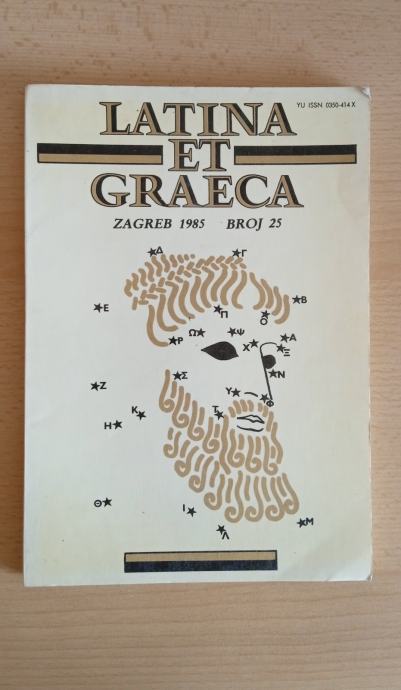 YU ISSN 0350-414 X
LATINA
ET
GRAECA
ZAGREB 1985 BROJ 25
Δ Γ
Ε Β
Π Ο
Ω Ψ Α
Ρ Χ Ξ
Σ Ν
Ζ Υ Φ
Κ Τ
Η
Θ Ι Μ
Λ